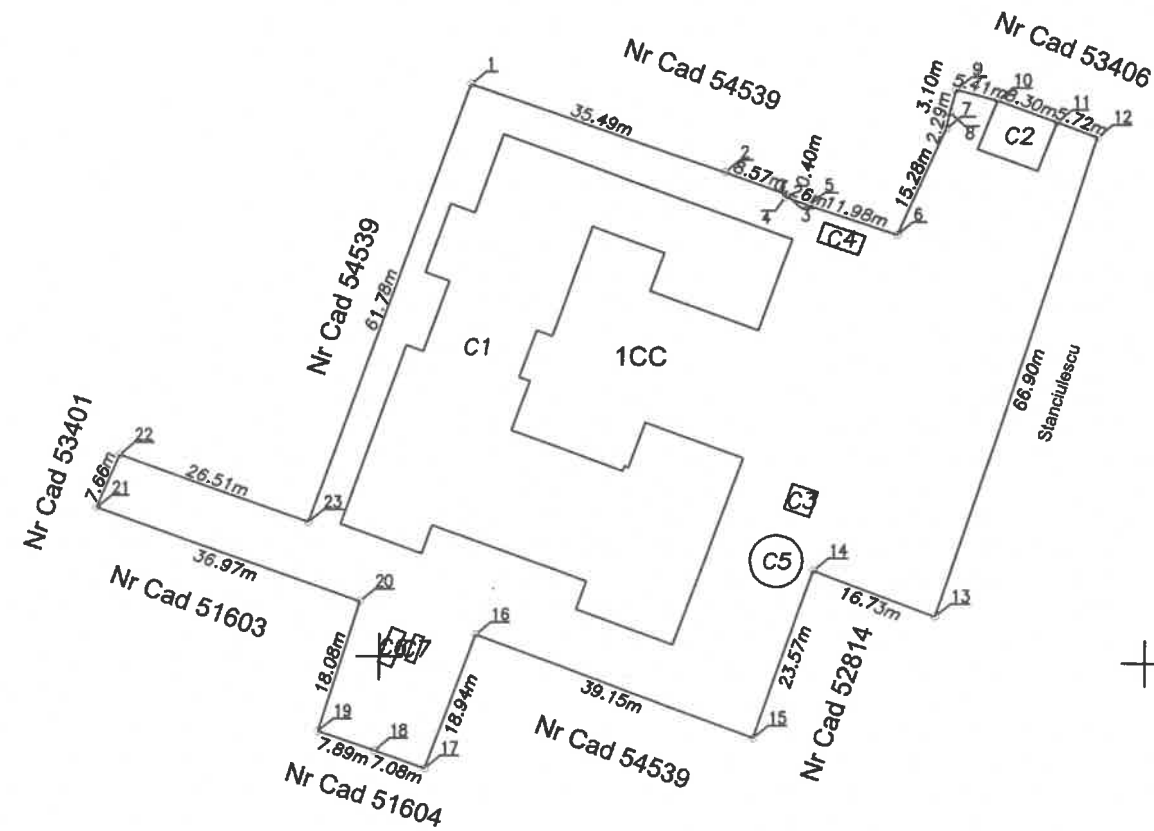 Nr Cad 53406
Nr Cad 54539
1
9
10
11
12
3.10m
5.41m
8.30m
5.72m
35.49m
7
8
2.29m
C2
2
8.57m
0.40m
5
4
3
11.98m
6
15.28m
C4
Nr Cad 54539
61.78m
C1
1CC
66.90m
Stanciulescu
Nr Cad 53401
22
7.66m
21
26.51m
23
C3
C5
14
36.97m
Nr Cad 51603
20
16.73m
13
16
C6
C7
18.08m
18.94m
23.57m
Nr Cad 52814
39.15m
19
18
17
15
7.89m
7.08m
Nr Cad 54539
Nr Cad 51604